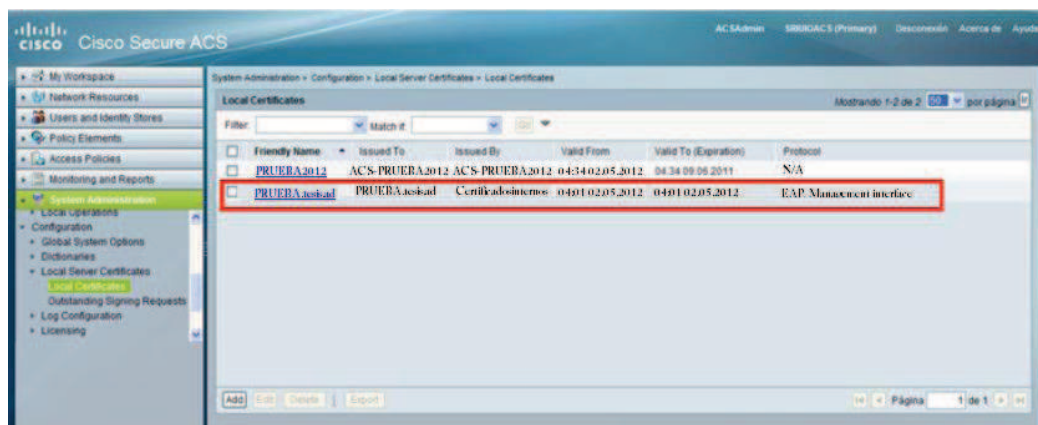 cisco Cisco Secure ACS
ACSAdmin (Primary) Desconexión Acerca de Ayuda
My Workspace
Network Resources
Users and Identity Stores
Policy Elements
Access Policies
Monitoring and Reports
System Administration
Local Operations
Configuration
Global System Options
Dictionaries
Local Server Certificates
Local Certificates
Outstanding Signing Requests
Log Configuration
Licensing
System Administration > Configuration > Local Server Certificates > Local Certificates
Local Certificates Mostrando 1-2 de 2 50 por página
Filter: Match if: Go
Friendly Name Issued To Issued By Valid From Valid To (Expiration) Protocol
PRUEBA2012 ACS-PRUEBA2012 ACS-PRUEBA2012 04:34 02.05.2012 04:34 09.06.2011 N/A
PRUEBA.tesis.ad PRUEBA.tesis.ad Certificadosinternos 04:01 02.05.2012 04:01 02.05.2012 EAP, Management interface
Add Edit Delete | Export Página 1 de 1